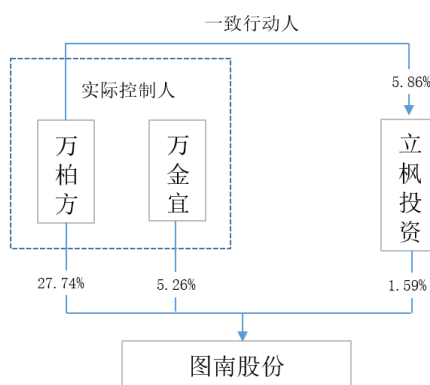 一致行动人
实际控制人
5.86%
万柏方
万金宜
立枫投资
27.74%
5.26%
1.59%
图南股份